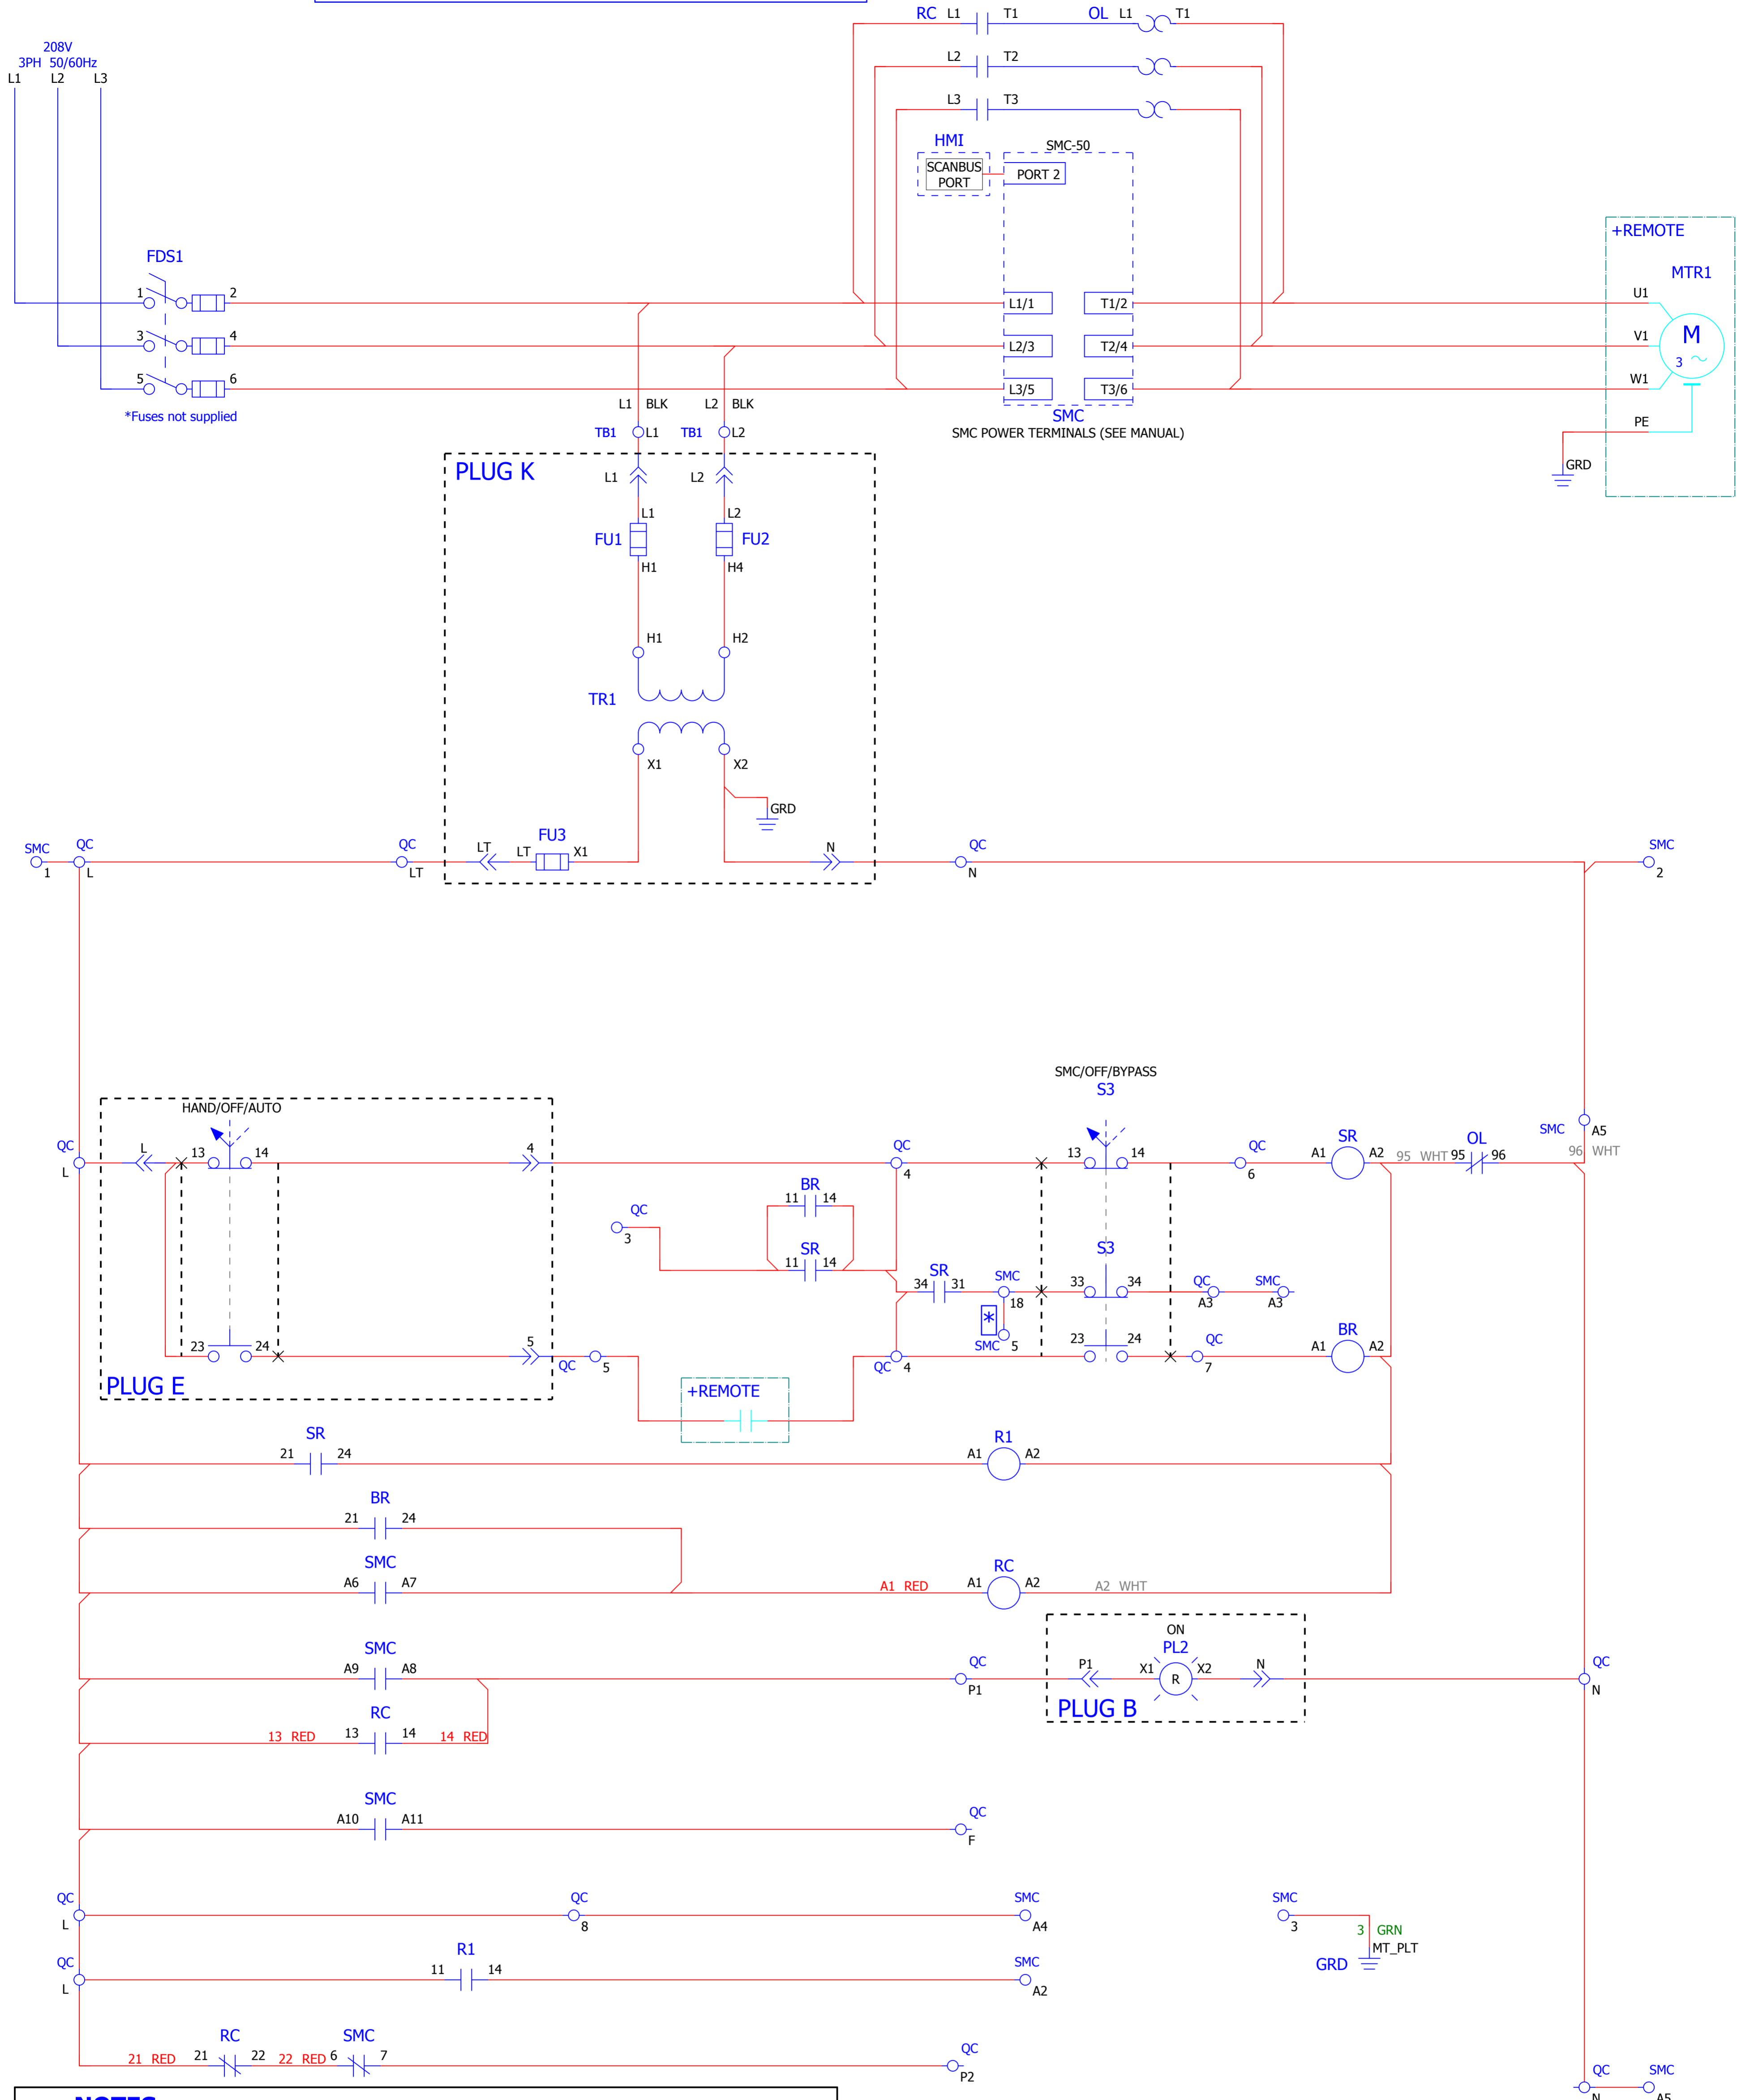 RC L1 T1 OL L1 T1
208V
3PH 50/60Hz
L1 L2 L3
L2 T2
L3 T3
HMI
SMC-50
SCANBUS
PORT
PORT 2
+REMOTE
MTR1
FDS1
1 2
L1/1 T1/2
U1
3 4
L2/3 T2/4
V1
M
3
5 6
L3/5 T3/6
W1
*Fuses not supplied
L1 BLK L2 BLK
SMC
SMC POWER TERMINALS (SEE MANUAL)
PE
GRD
TB1 L1 TB1 L2
PLUG K
L1 L2
L1 L2
FU1 FU2
H1 H4
H1 H2
TR1
X1 X2
GRD
SMC QC QC
FU3
LT LT X1
N
QC
SMC
1 L LT
N
2
SMC/OFF/BYPASS
S3
HAND/OFF/AUTO
SMC A5
QC L 13 14 4 QC 13 14 QC SR A1 A2 95 WHT 95 OL 96 96 WHT
L 4 6
BR
11 14
QC
3
SR
11 14
S3
SR
34 31
SMC
18
33 34
QC
A3
SMC
A3
*
SMC 5
23 24
5
QC 5
QC 4
23 24
QC
7
BR
A1 A2
PLUG E
+REMOTE
SR
21 24
R1
A1 A2
BR
21 24
SMC
A6 A7
A1 RED
RC
A1 A2
A2 WHT
ON
PL2
SMC
A9 A8
QC
P1
P1 X1 R X2 N
QC
N
PLUG B
RC
13 RED 13 14 14 RED
SMC
A10 A11
QC
F
QC
L
QC
8
SMC
A4
SMC
3
3 GRN
MT_PLT
GRD
QC
L
R1
11 14
SMC
A2
RC SMC
21 RED 21 22 22 RED 6 7
QC
P2
QC SMC
N A5
NOTES